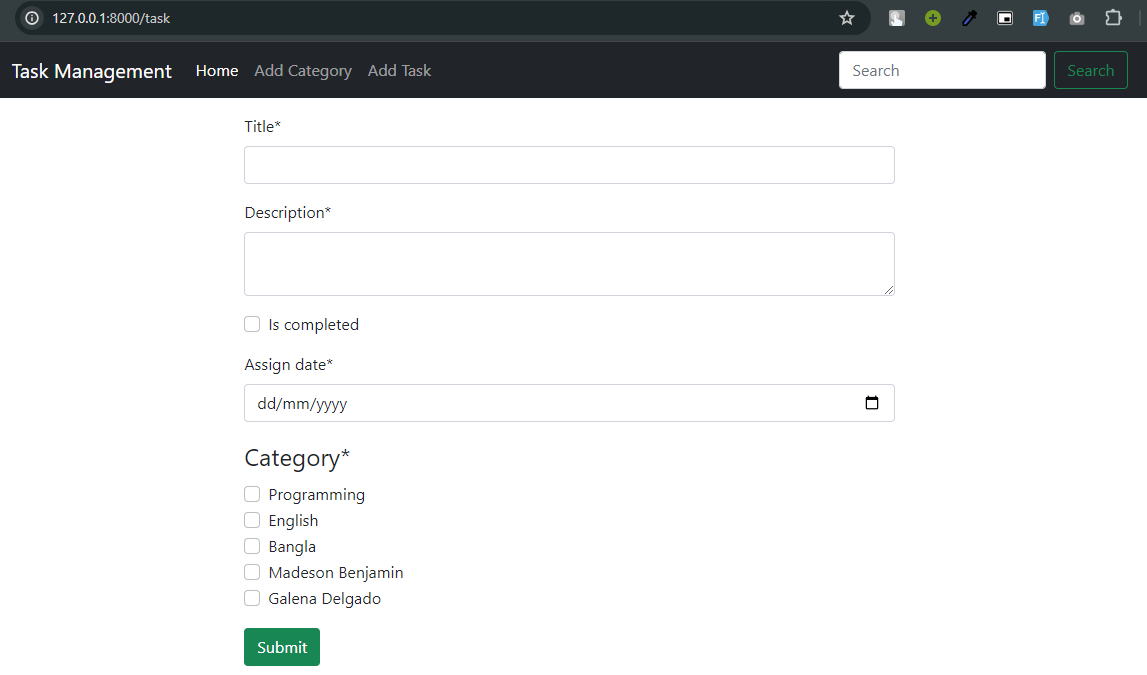 127.0.0.1:8000/task
Task Management Home Add Category Add Task Search Search
Title*
Description*
Is completed
Assign date*
dd/mm/yyyy
Category*
Programming
English
Bangla
Madeson Benjamin
Galena Delgado
Submit